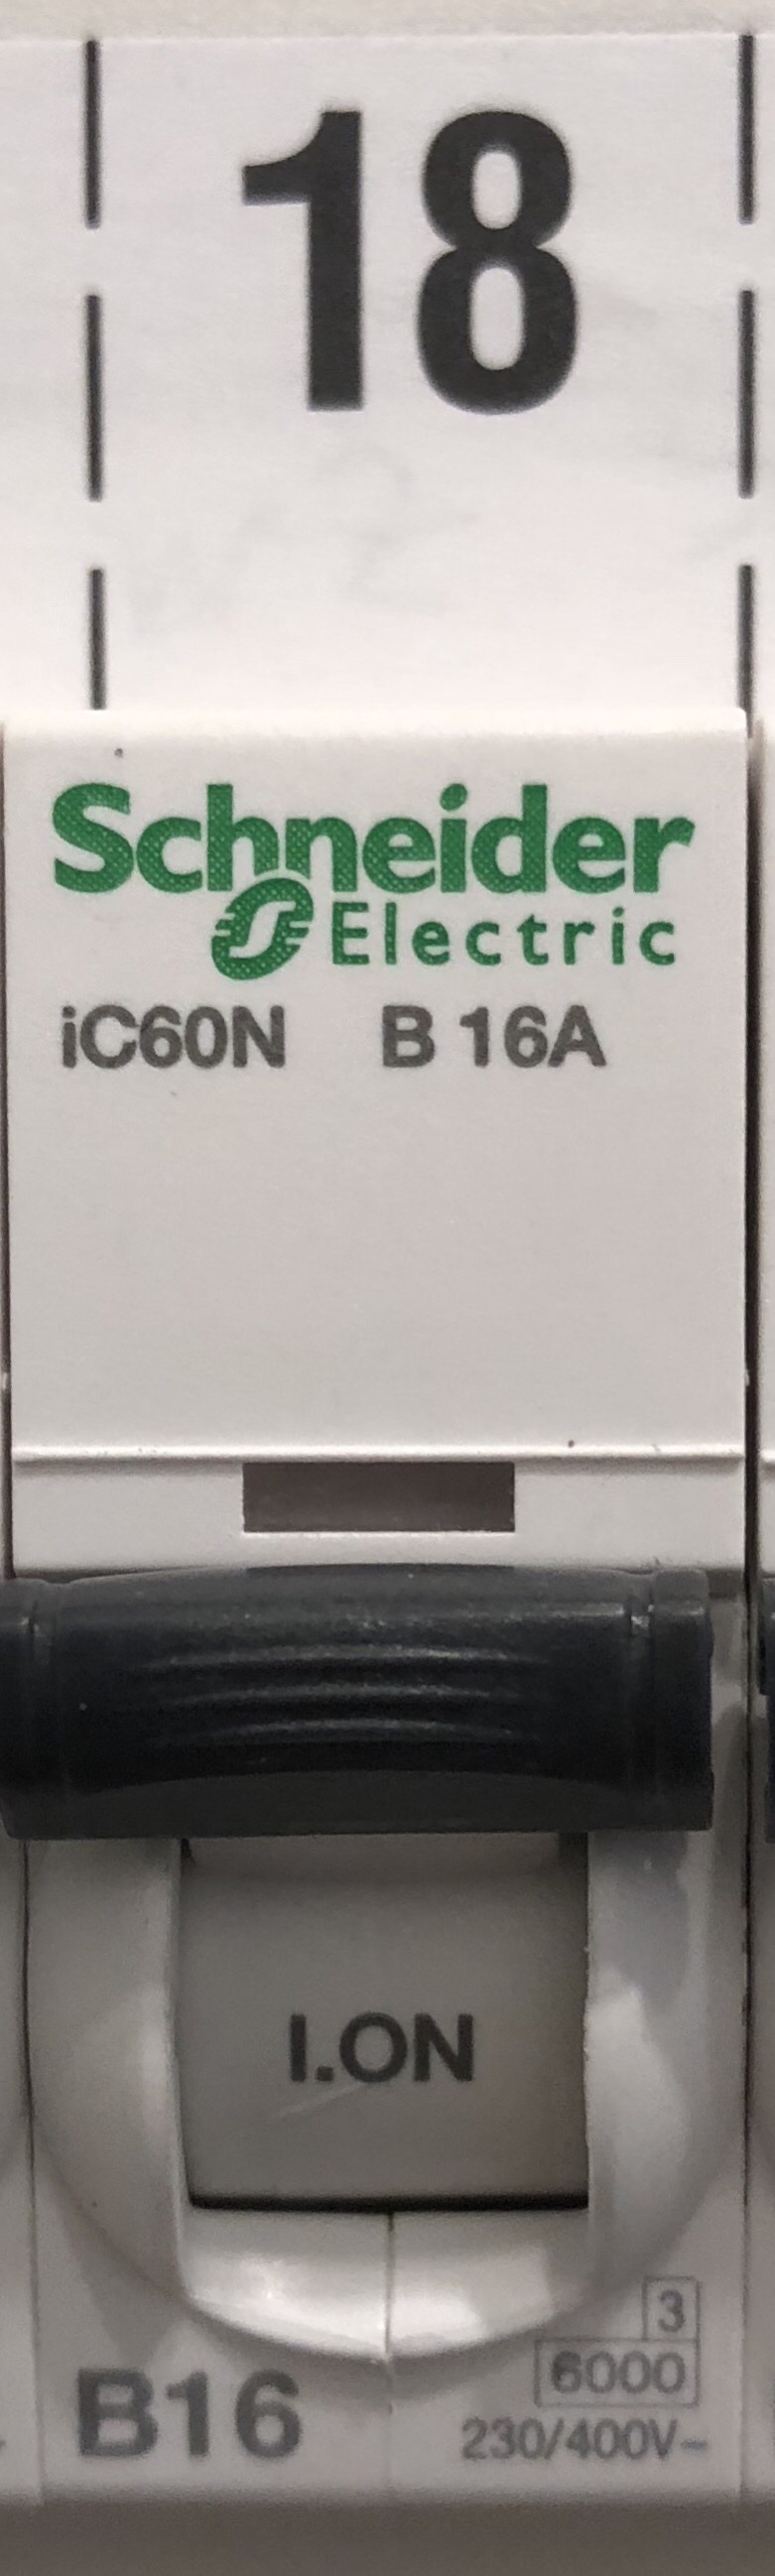 18
Schneider
Electric
iC60N B 16A
I.ON
3
6000
B16
230/400V~